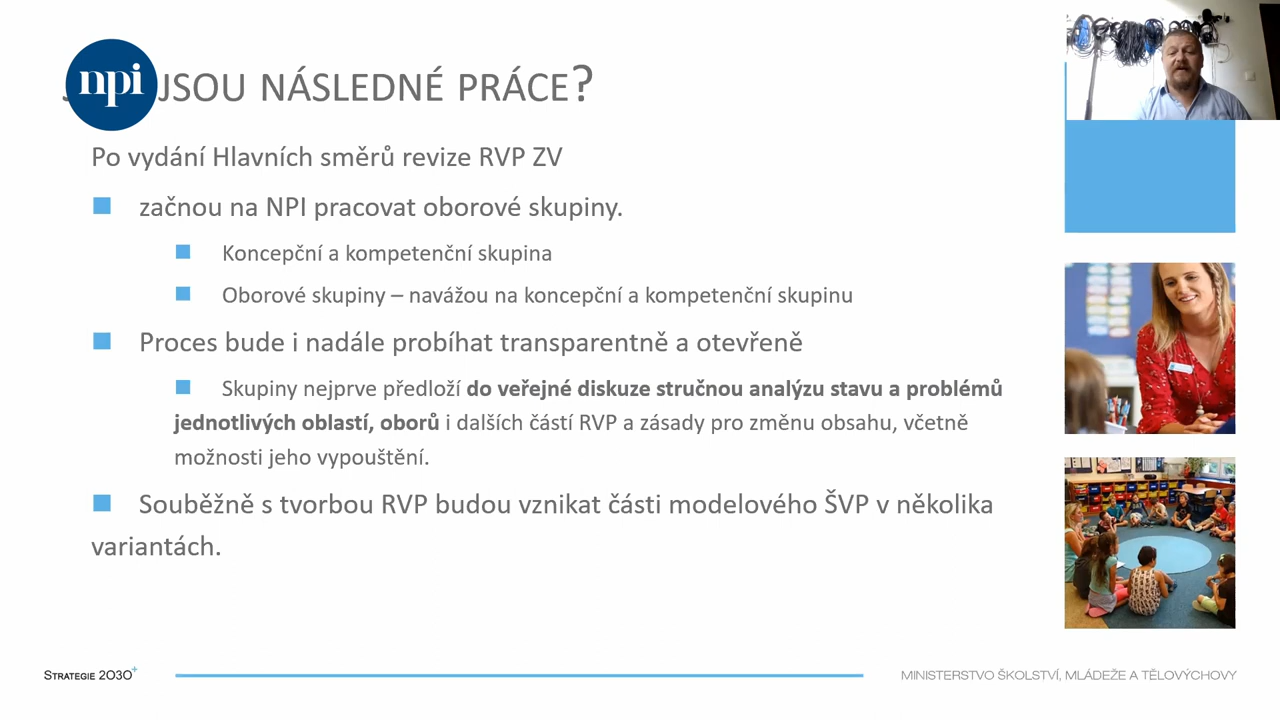 npi
JSOU NÁSLEDNÉ PRÁCE?
Po vydání Hlavních směrů revize RVP ZV
začnou na NPI pracovat oborové skupiny.
Koncepční a kompetenční skupina
Oborové skupiny – navážou na koncepční a kompetenční skupinu
Proces bude i nadále probíhat transparentně a otevřeně
Skupiny nejprve předloží do veřejné diskuze stručnou analýzu stavu a problémů
jednotlivých oblastí, oborů i dalších částí RVP a zásady pro změnu obsahu, včetně
možnosti jeho vypouštění.
Souběžně s tvorbou RVP budou vznikat části modelového ŠVP v několika
variantách.
STRATEGIE 2030+
MINISTERSTVO ŠKOLSTVÍ, MLÁDEŽE A TĚLOVÝCHOVY